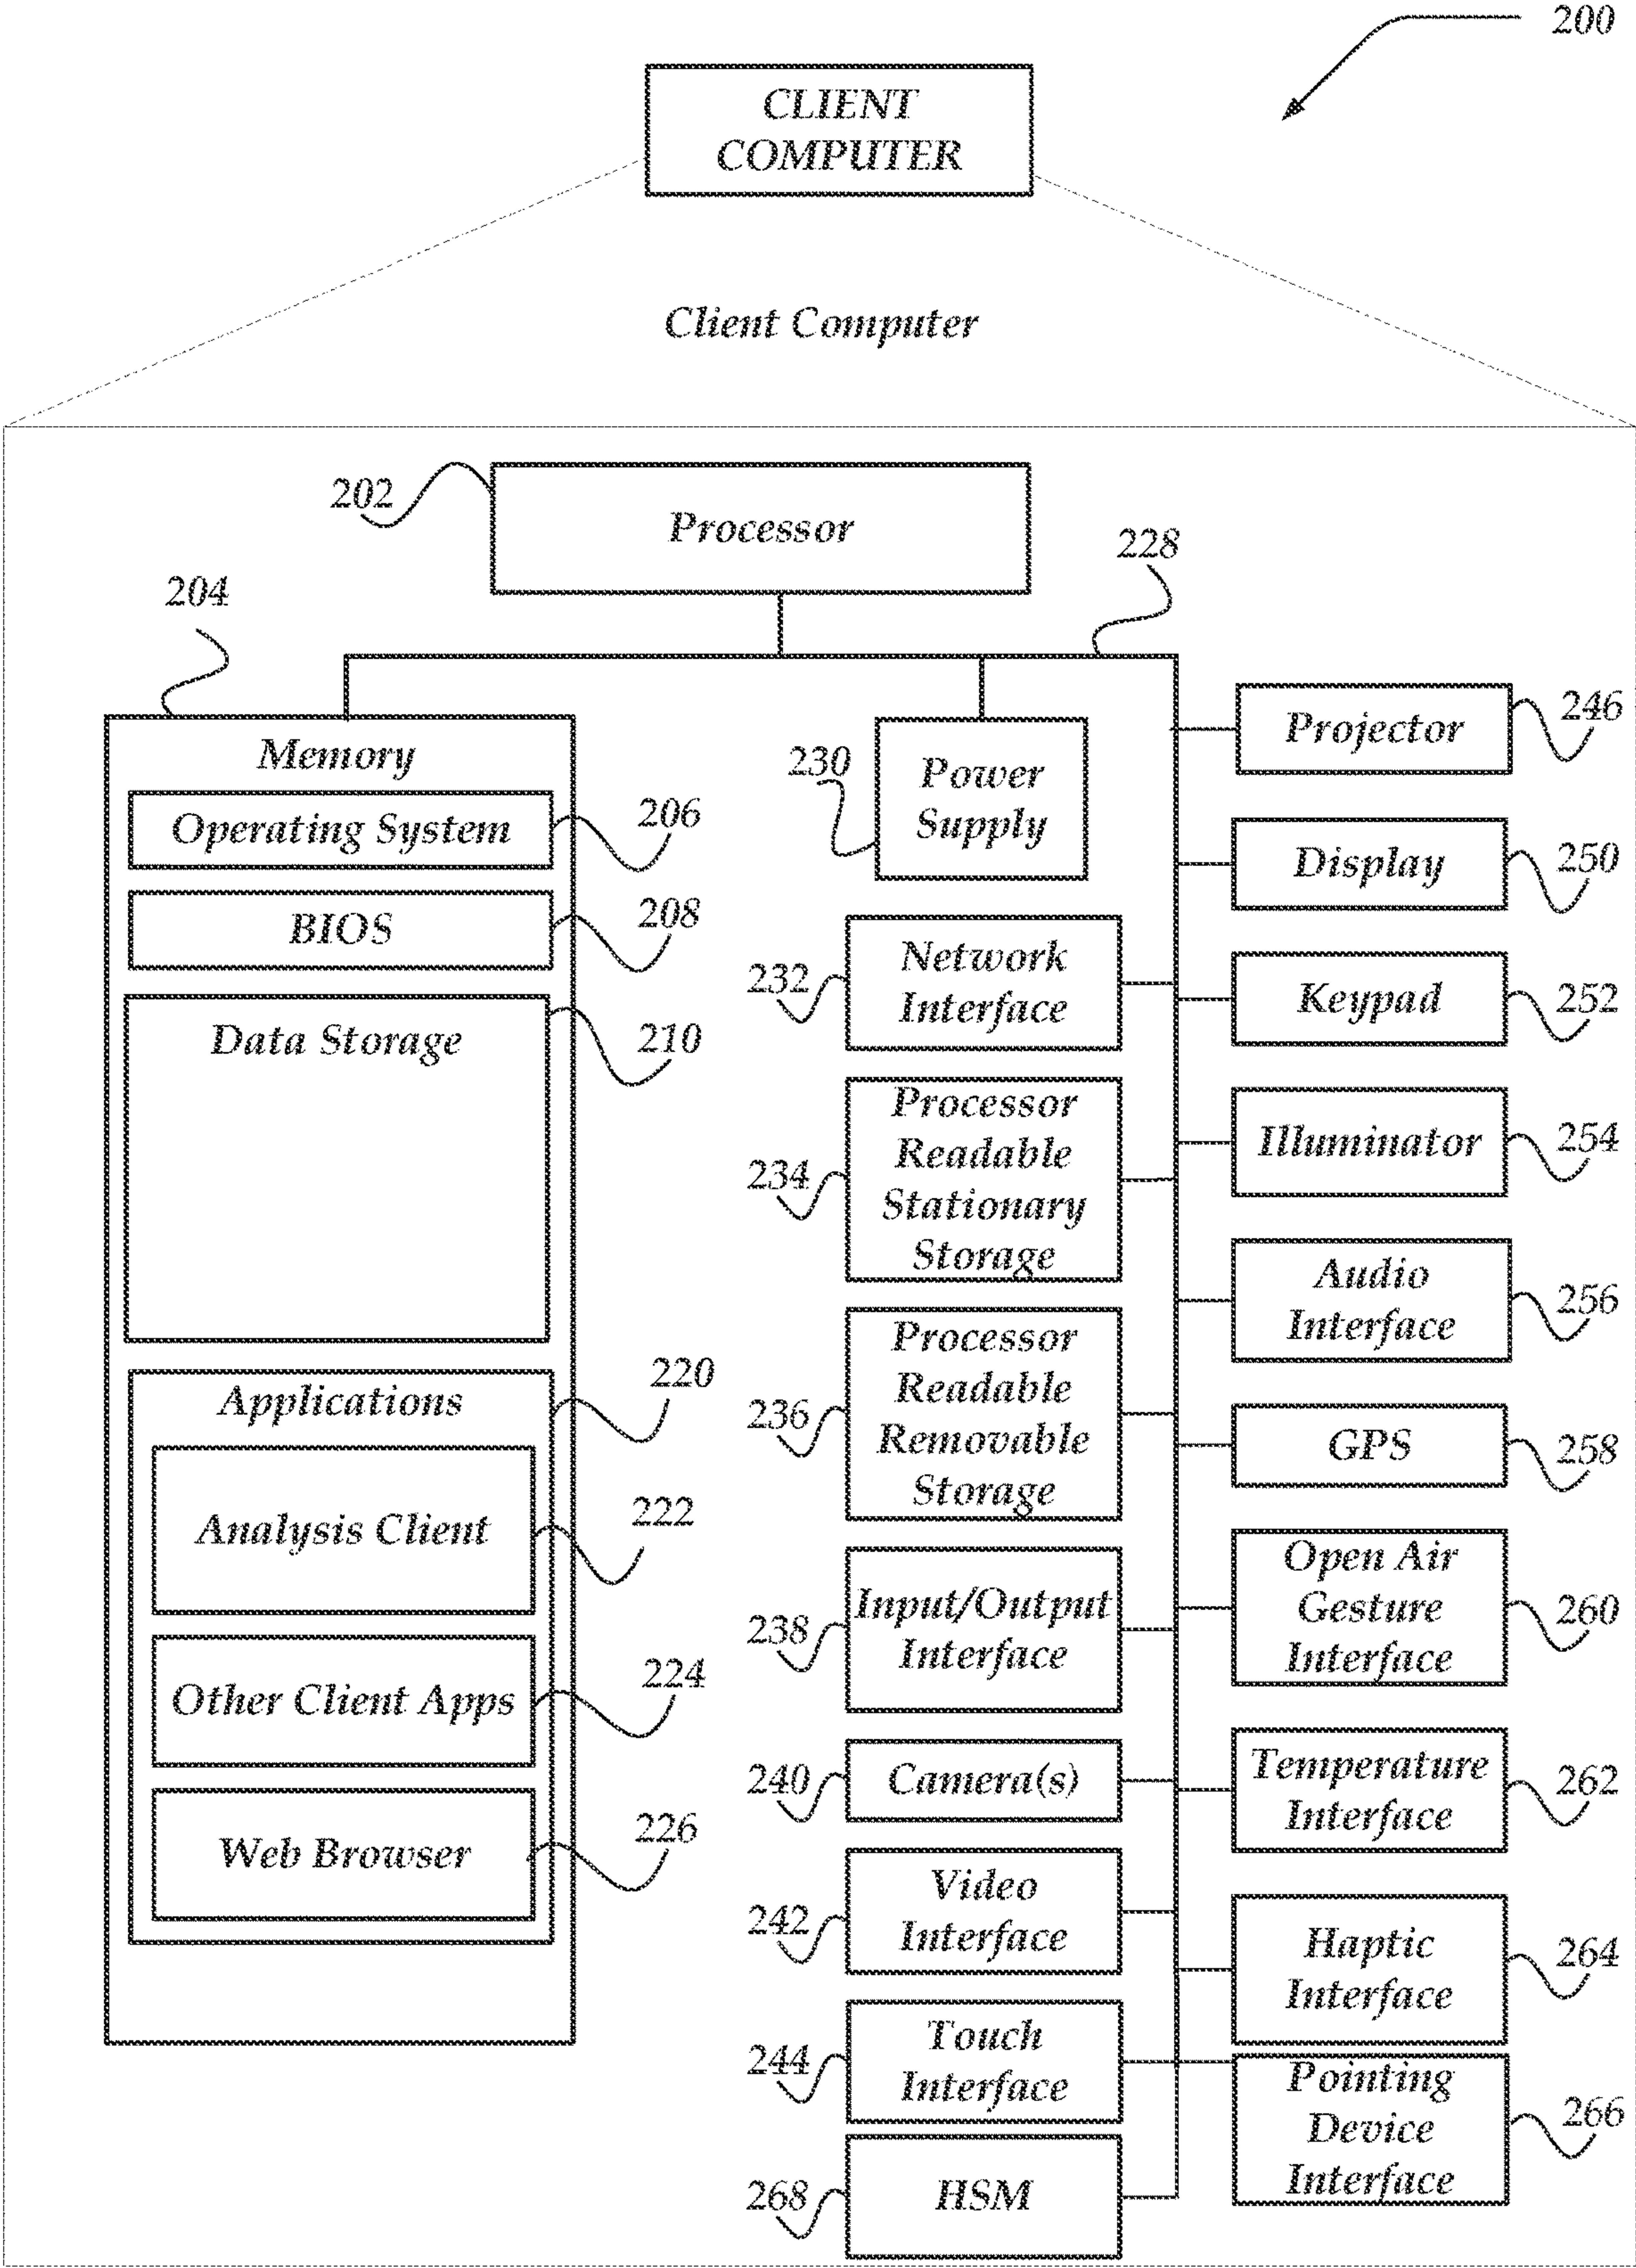 200
CLIENT
COMPUTER
Client Computer
202
Processor
228
204
Memory
Operating System
206
BIOS
208
Data Storage
210
Applications
220
Analysis Client
222
Other Client Apps
224
Web Browser
226
230
Power
Supply
232
Network
Interface
234
Processor
Readable
Stationary
Storage
236
Processor
Readable
Removable
Storage
238
Input/Output
Interface
240
Camera(s)
242
Video
Interface
244
Touch
Interface
268
HSM
Projector
246
Display
250
Keypad
252
Illuminator
254
Audio
Interface
256
GPS
258
Open Air
Gesture
Interface
260
Temperature
Interface
262
Haptic
Interface
264
Pointing
Device
Interface
266